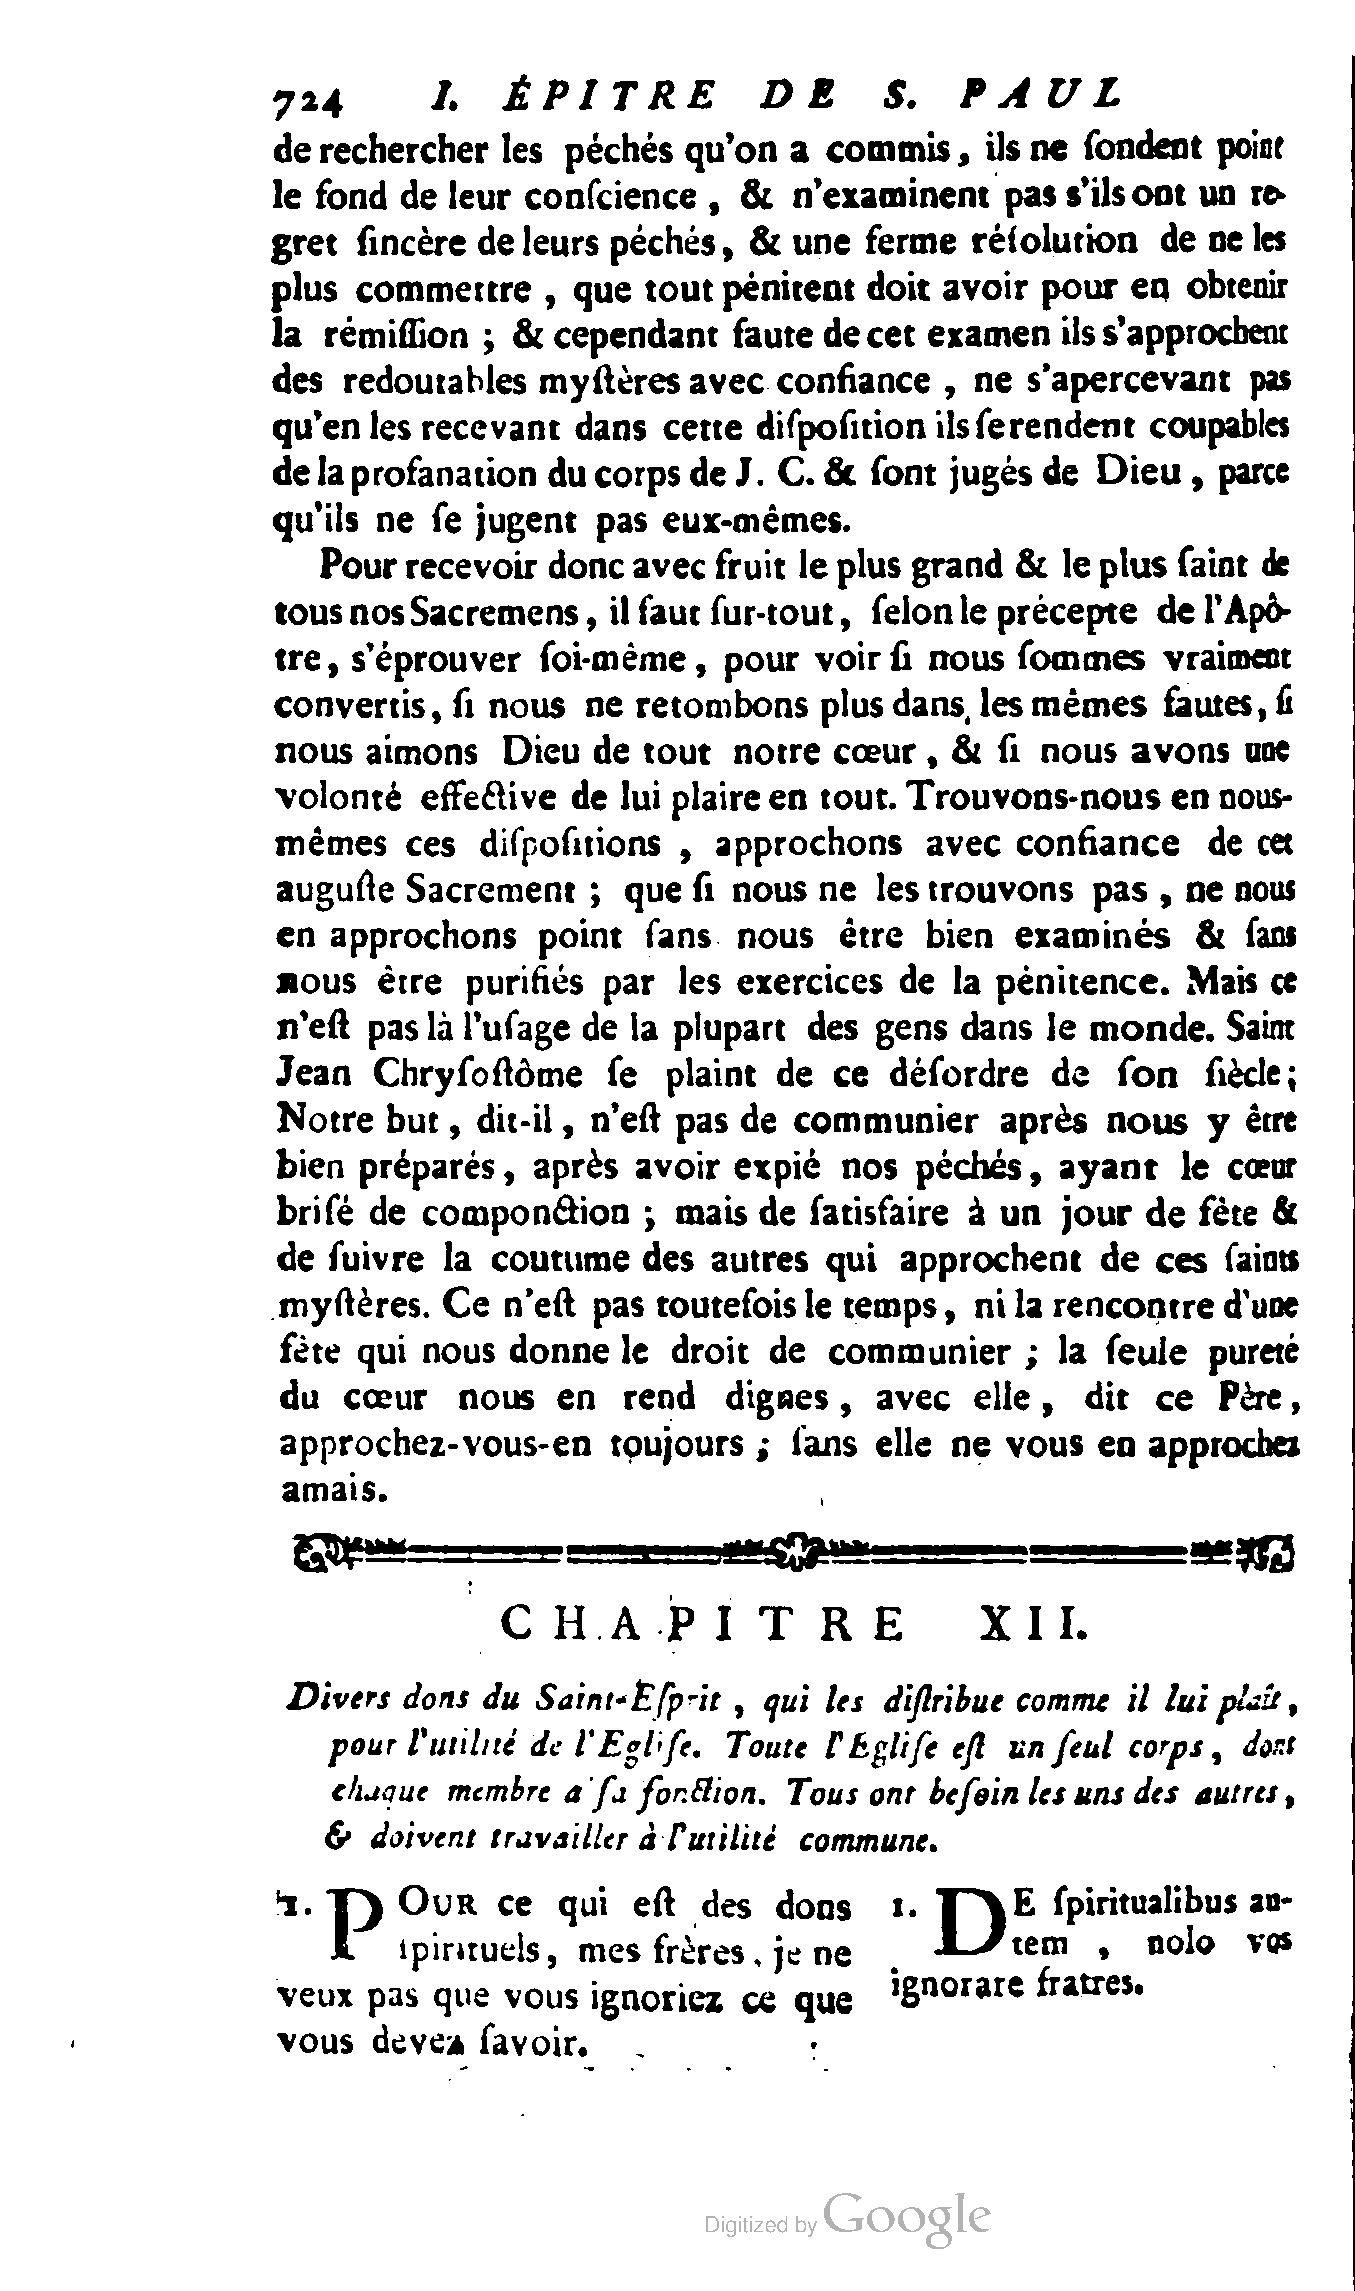 724 I. ÉPITRE DE S. PAUL
de rechercher les péchés qu'on a commis, ils ne ſondent point
le fond de leur conſcience, & n'examinent pas s'ils ont un re-
gret ſincère de leurs péchés, & une ferme réſolution de ne les
plus commettre, que tout pénitent doit avoir pour en obtenir
la rémiſſion ; & cependant faute de cet examen ils s'approchent
des redoutables myſtères avec confiance, ne s'apercevant pas
qu'en les recevant dans cette diſpoſition ils ſe rendent coupables
de la profanation du corps de J. C. & ſont jugés de Dieu, parce
qu'ils ne ſe jugent pas eux-mêmes.
Pour recevoir donc avec fruit le plus grand & le plus ſaint de
tous nos Sacremens, il faut ſur-tout, ſelon le précepte de l'Apô-
tre, s'éprouver ſoi-même, pour voir ſi nous ſommes vraiment
convertis, ſi nous ne retombons plus dans les mêmes fautes, ſi
nous aimons Dieu de tout notre cœur, & ſi nous avons une
volonté effective de lui plaire en tout. Trouvons-nous en nous-
mêmes ces diſpoſitions, approchons avec confiance de cet
auguſte Sacrement ; que ſi nous ne les trouvons pas, ne nous
en approchons point ſans nous être bien examinés & ſans
nous être purifiés par les exercices de la pénitence. Mais ce
n'eſt pas là l'uſage de la plupart des gens dans le monde. Saint
Jean Chryſoſtôme ſe plaint de ce déſordre de ſon ſiècle;
Notre but, dit-il, n'eſt pas de communier après nous y être
bien préparés, après avoir expié nos péchés, ayant le cœur
briſé de componction ; mais de ſatisfaire à un jour de fête &
de ſuivre la coutume des autres qui approchent de ces ſaints
myſtères. Ce n'eſt pas toutefois le temps, ni la rencontre d'une
fête qui nous donne le droit de communier ; la ſeule pureté
du cœur nous en rend dignes, avec elle, dit ce Père,
approchez-vous-en toujours ; ſans elle ne vous en approchez
amais.
CHAPITRE XII.
Divers dons du Saint-Eſprit, qui les diſtribue comme il lui plaît,
pour l'utilité de l'Egliſe. Toute l'Egliſe eſt un ſeul corps, dont
chaque membre a ſa fonction. Tous ont beſoin les uns des autres,
& doivent travailler à l'utilité commune.
1. POUR ce qui eſt des dons
ſpirituels, mes frères, je ne
veux pas que vous ignoriez ce que
vous devez ſavoir.
1. DE ſpiritualibus au-
tem, nolo vos
ignorare fratres.
Digitized by Google